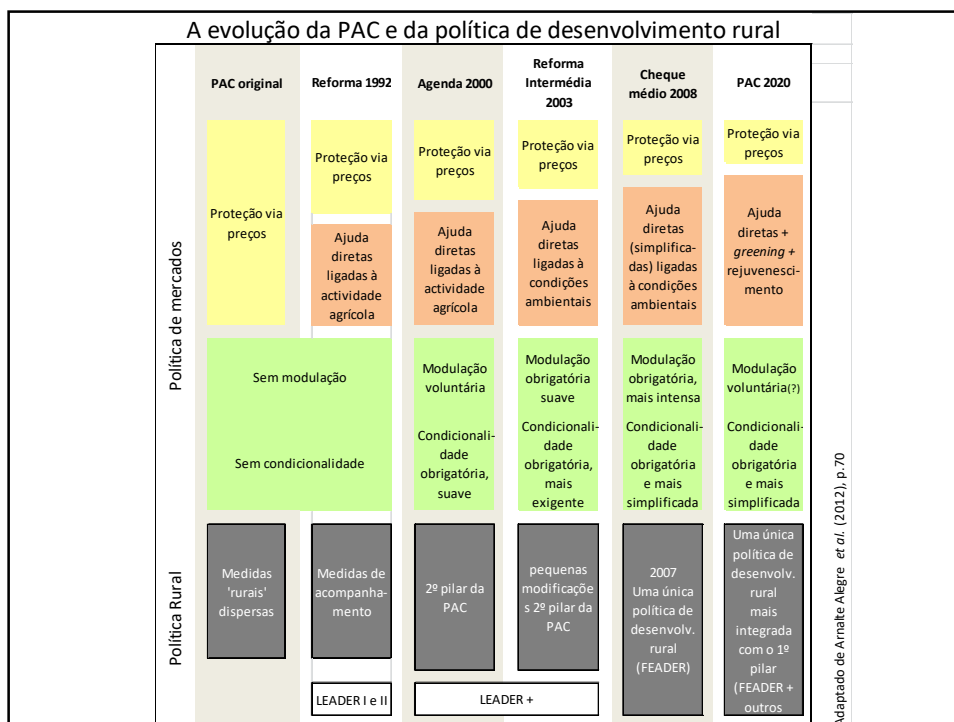 A evolução da PAC e da política de desenvolvimento rural
PAC original
Reforma 1992
Agenda 2000
Reforma
Intermédia
2003
Cheque
médio 2008
PAC 2020
Política de mercados
Proteção via
preços
Proteção via
preços
Proteção via
preços
Proteção via
preços
Proteção via
preços
Proteção via
preços
Ajuda
diretas
ligadas à
actividade
agrícola
Ajuda
diretas
ligadas à
actividade
agrícola
Ajuda
diretas
ligadas à
condições
ambientais
Ajuda
diretas
(simplifica-
das) ligadas
à condições
ambientais
Ajuda
diretas +
greening +
rejuvenesci-
mento
Sem modulação
Modulação
voluntária
Modulação
obrigatória
suave
Modulação
obrigatória,
mais intensa
Modulação
voluntária(?)
Sem condicionalidade
Condicionali-
dade
obrigatória,
suave
Condicionali-
dade
obrigatória,
mais
exigente
Condicionali-
dade
obrigatória
e mais
simplificada
Condicionali-
dade
obrigatória
e mais
simplificada
Política Rural
Medidas
'rurais'
dispersas
Medidas de
acompanha-
mento
2º pilar da
PAC
pequenas
modificaçõe
s 2º pilar da
PAC
2007
Uma única
política de
desenvolv.
rural
(FEADER)
Uma única
política de
desenvolv.
rural
mais
integrada
com o 1º
pilar
(FEADER +
outros
LEADER I e II
LEADER +
Adaptado de Arnalte Alegre et al. (2012), p.70